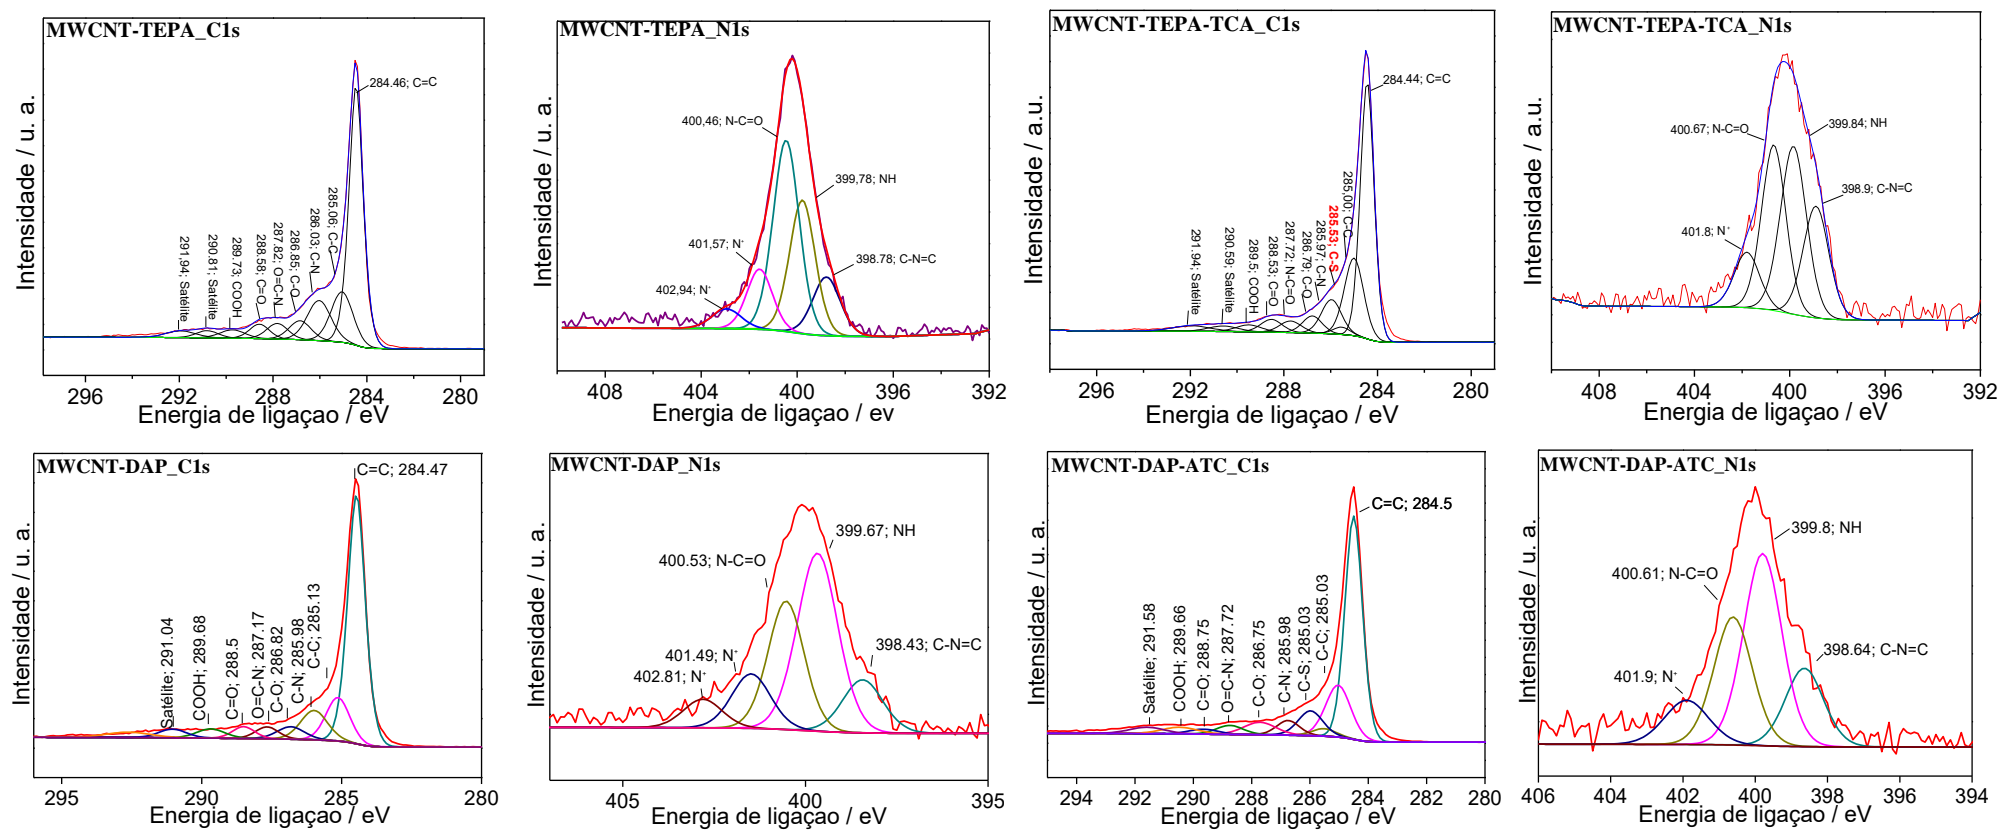 MWCNT-TEPA_C1s
284.46; C=C
285.06; C-C
286.03; C-N
286.85; C-O
287.82; O=C-N
288.58; C=O
289.73; COOH
290.81; Satélite
291,94; Satélite
Intensidade / u. a.
296 292 288 284 280
Energia de ligaçao / eV
MWCNT-TEPA_N1s
400,46; N-C=O
399,78; NH
401,57; N⁺
398.78; C-N=C
402,94; N⁺
Intensidade / u. a.
408 404 400 396 392
Energia de ligaçao / ev
MWCNT-TEPA-TCA_C1s
284.44; C=C
285,00; C-C
285.53; C-S
285.97; C-N
286.79; C-O
287.72; N-C=O
288.53; C=O
289.5; COOH
290.59; Satélite
291.94; Satélite
Intensidade / a.u
296 292 288 284 280
Energia de ligaçao / eV
MWCNT-TEPA-TCA_N1s
400.67; N-C=O
399.84; NH
398.9; C-N=C
401.8; N⁺
Intensidade / a.u
408 404 400 396 392
Energia de ligaçao / eV
MWCNT-DAP_C1s
C=C; 284.47
Satélite; 291.04
COOH; 289.68
C=O; 288.5
O=C-N; 287.17
C-O; 286.82
C-N; 285.98
C-C; 285.13
Intensidade / u. a.
295 290 285 280
Energia de ligaçao / eV
MWCNT-DAP_N1s
399.67; NH
400.53; N-C=O
398.43; C-N=C
401.49; N⁺
402.81; N⁺
Intensidade / u. a.
405 400 395
Energia de ligaçao / eV
MWCNT-DAP-ATC_C1s
C=C; 284.5
Satélite; 291.58
COOH; 289.66
C=O; 288.75
O=C-N; 287.72
C-O; 286.75
C-N; 285.98
C-S; 285.03
C-C; 285.03
Intensidade / u. a.
294 292 290 288 286 284 282 280
Energia de ligaçao / eV
MWCNT-DAP-ATC_N1s
399.8; NH
400.61; N-C=O
398.64; C-N=C
401.9; N⁺
Intensidade / u. a.
406 404 402 400 398 396 394
Energia de ligaçao / eV